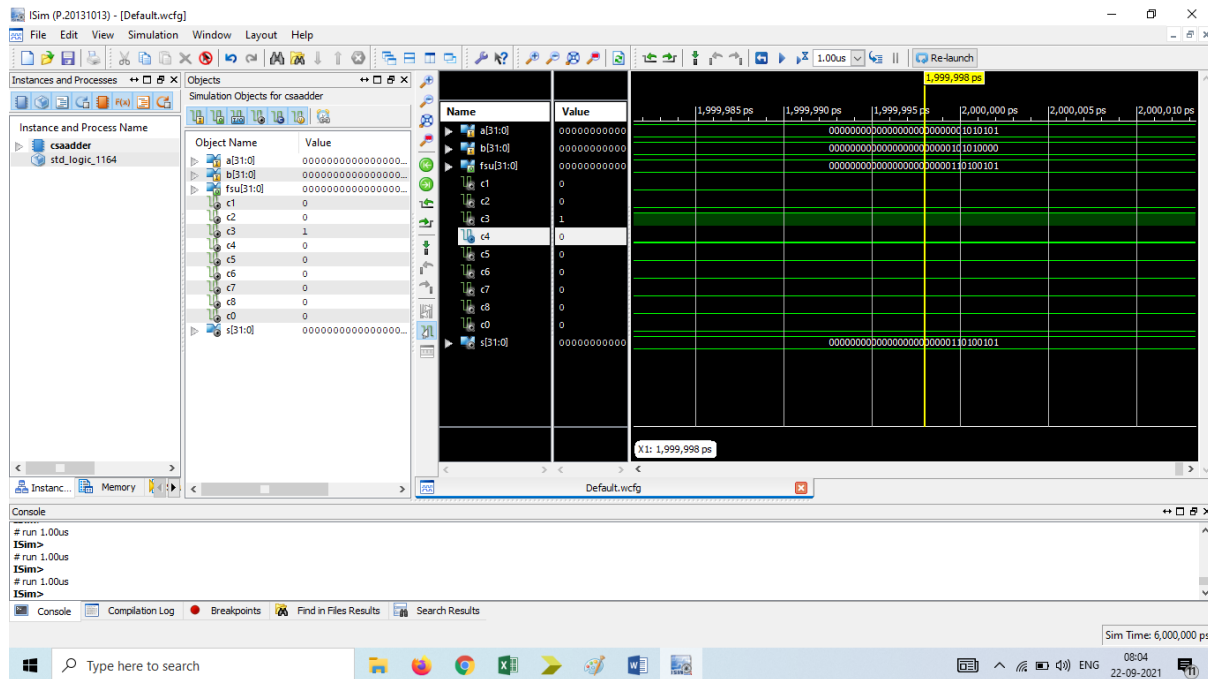 ISim (P.20131013) - [Default.wcfg]
File Edit View Simulation Window Layout Help
1.00us Re-launch
Instances and Processes
Instance and Process Name
csaadder
std_logic_1164
Instanc... Memory
Objects
Simulation Objects for csaadder
Object Name Value
a[31:0] 0000000000000000...
b[31:0] 0000000000000000...
fsu[31:0] 0000000000000000...
c1 0
c2 0
c3 1
c4 0
c5 0
c6 0
c7 0
c8 0
c0 0
s[31:0] 0000000000000000...
1,999,998 ps
Name Value 1,999,985 ps 1,999,990 ps 1,999,995 ps 2,000,000 ps 2,000,005 ps 2,000,010 ps
a[31:0] 00000000000 00000000000000000000000001010101
b[31:0] 00000000000 00000000000000000000000101010000
fsu[31:0] 00000000000 00000000000000000000000110100101
c1 0
c2 0
c3 1
c4 0
c5 0
c6 0
c7 0
c8 0
c0 0
s[31:0] 00000000000 00000000000000000000000110100101
X1: 1,999,998 ps
Default.wcfg
Console
# run 1.00us
ISim>
# run 1.00us
ISim>
# run 1.00us
ISim>
Console Compilation Log Breakpoints Find in Files Results Search Results
Sim Time: 6,000,000 ps
Type here to search
ENG
08:04
22-09-2021